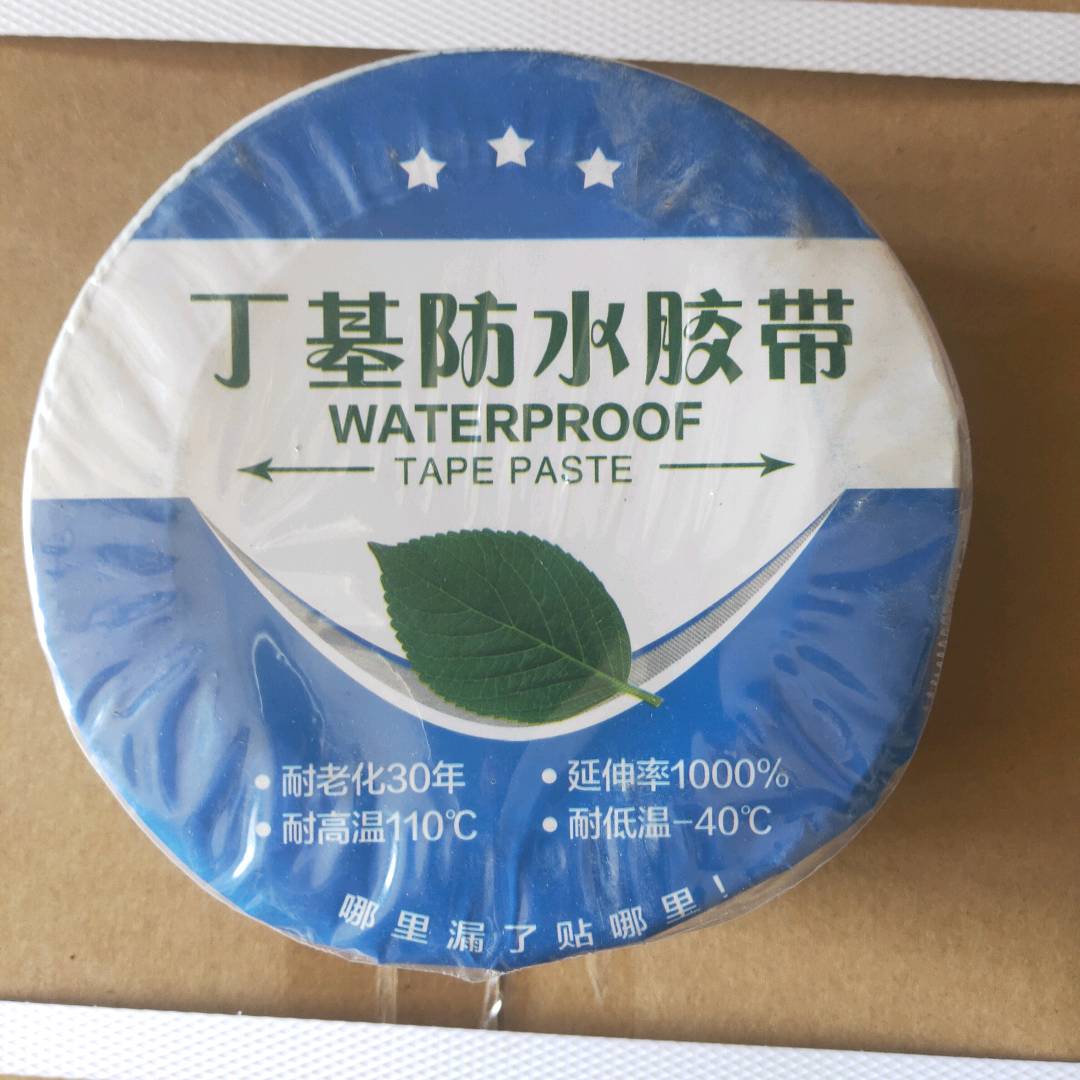 丁基防水胶带
WATERPROOF
TAPE PASTE
• 耐老化30年
• 延伸率1000%
• 耐高温110℃
• 耐低温-40℃
哪里漏了贴哪里!